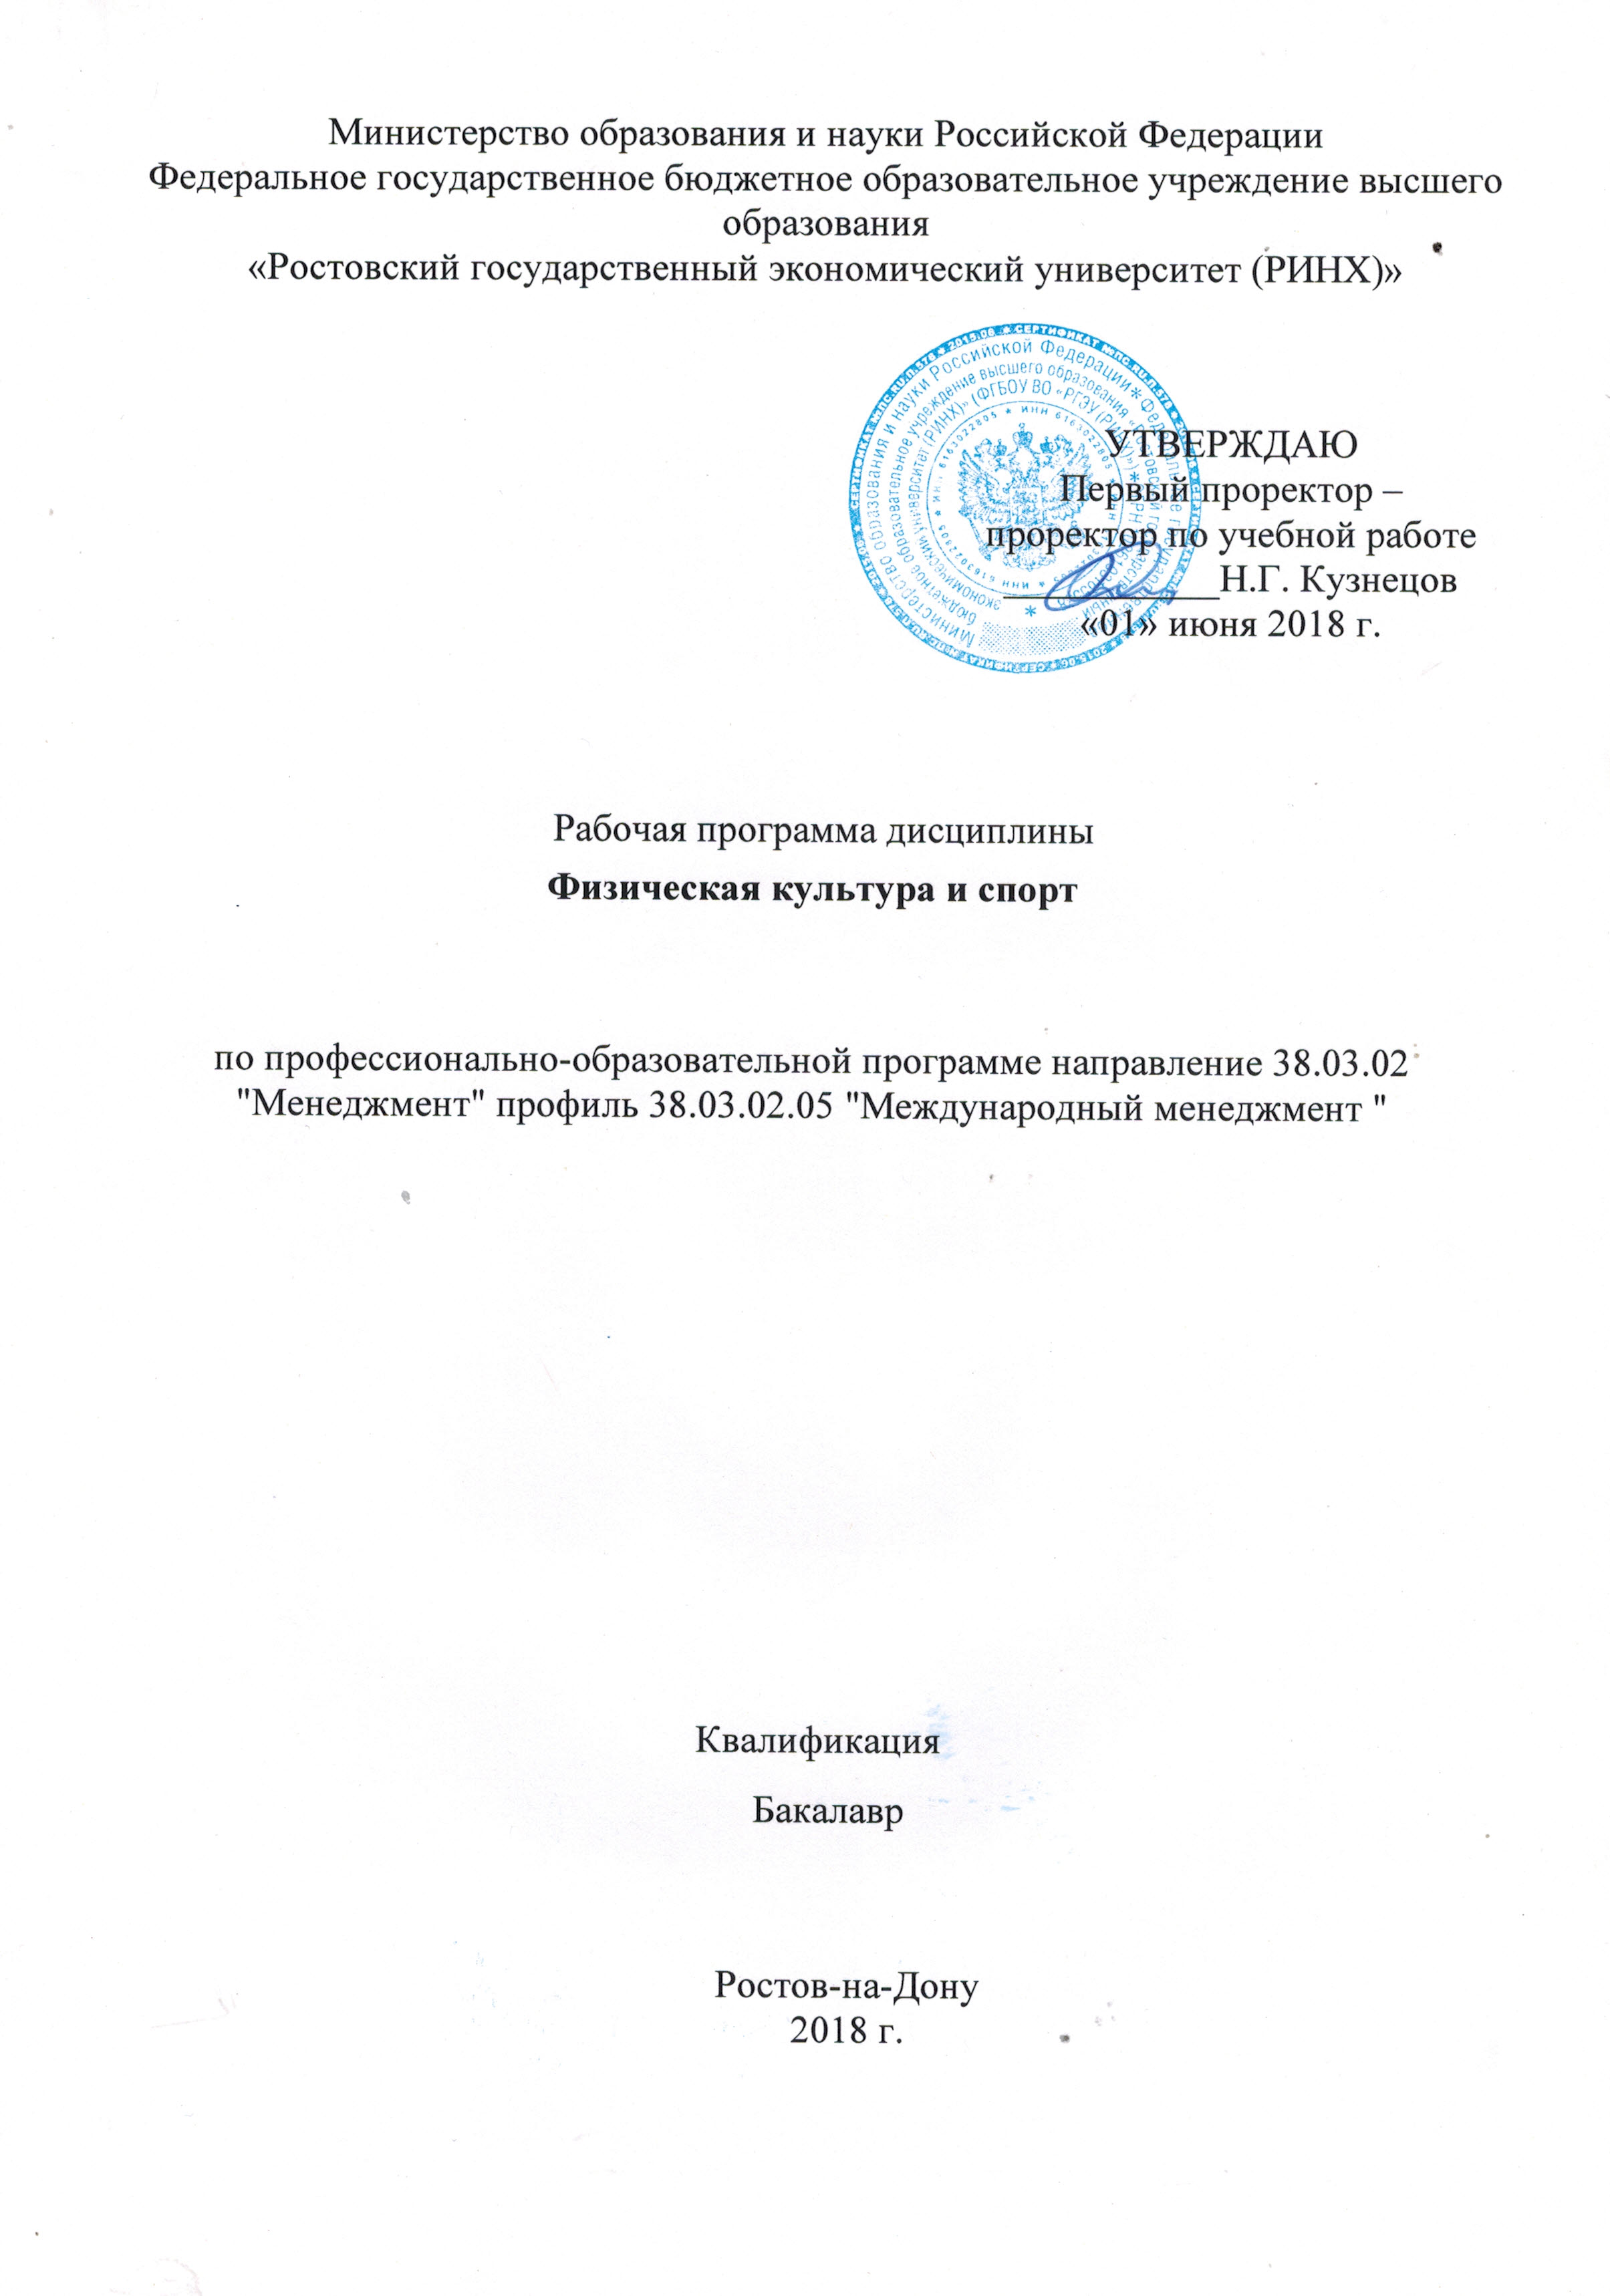 Министерство образования и науки Российской Федерации
Федеральное государственное бюджетное образовательное учреждение высшего
образования
«Ростовский государственный экономический университет (РИНХ)»
УТВЕРЖДАЮ
Первый проректор –
проректор по учебной работе
Н.Г. Кузнецов
«01» июня 2018 г.
Рабочая программа дисциплины
Физическая культура и спорт
по профессионально-образовательной программе направление 38.03.02
"Менеджмент" профиль 38.03.02.05 "Международный менеджмент "
Квалификация
Бакалавр
Ростов-на-Дону
2018 г.